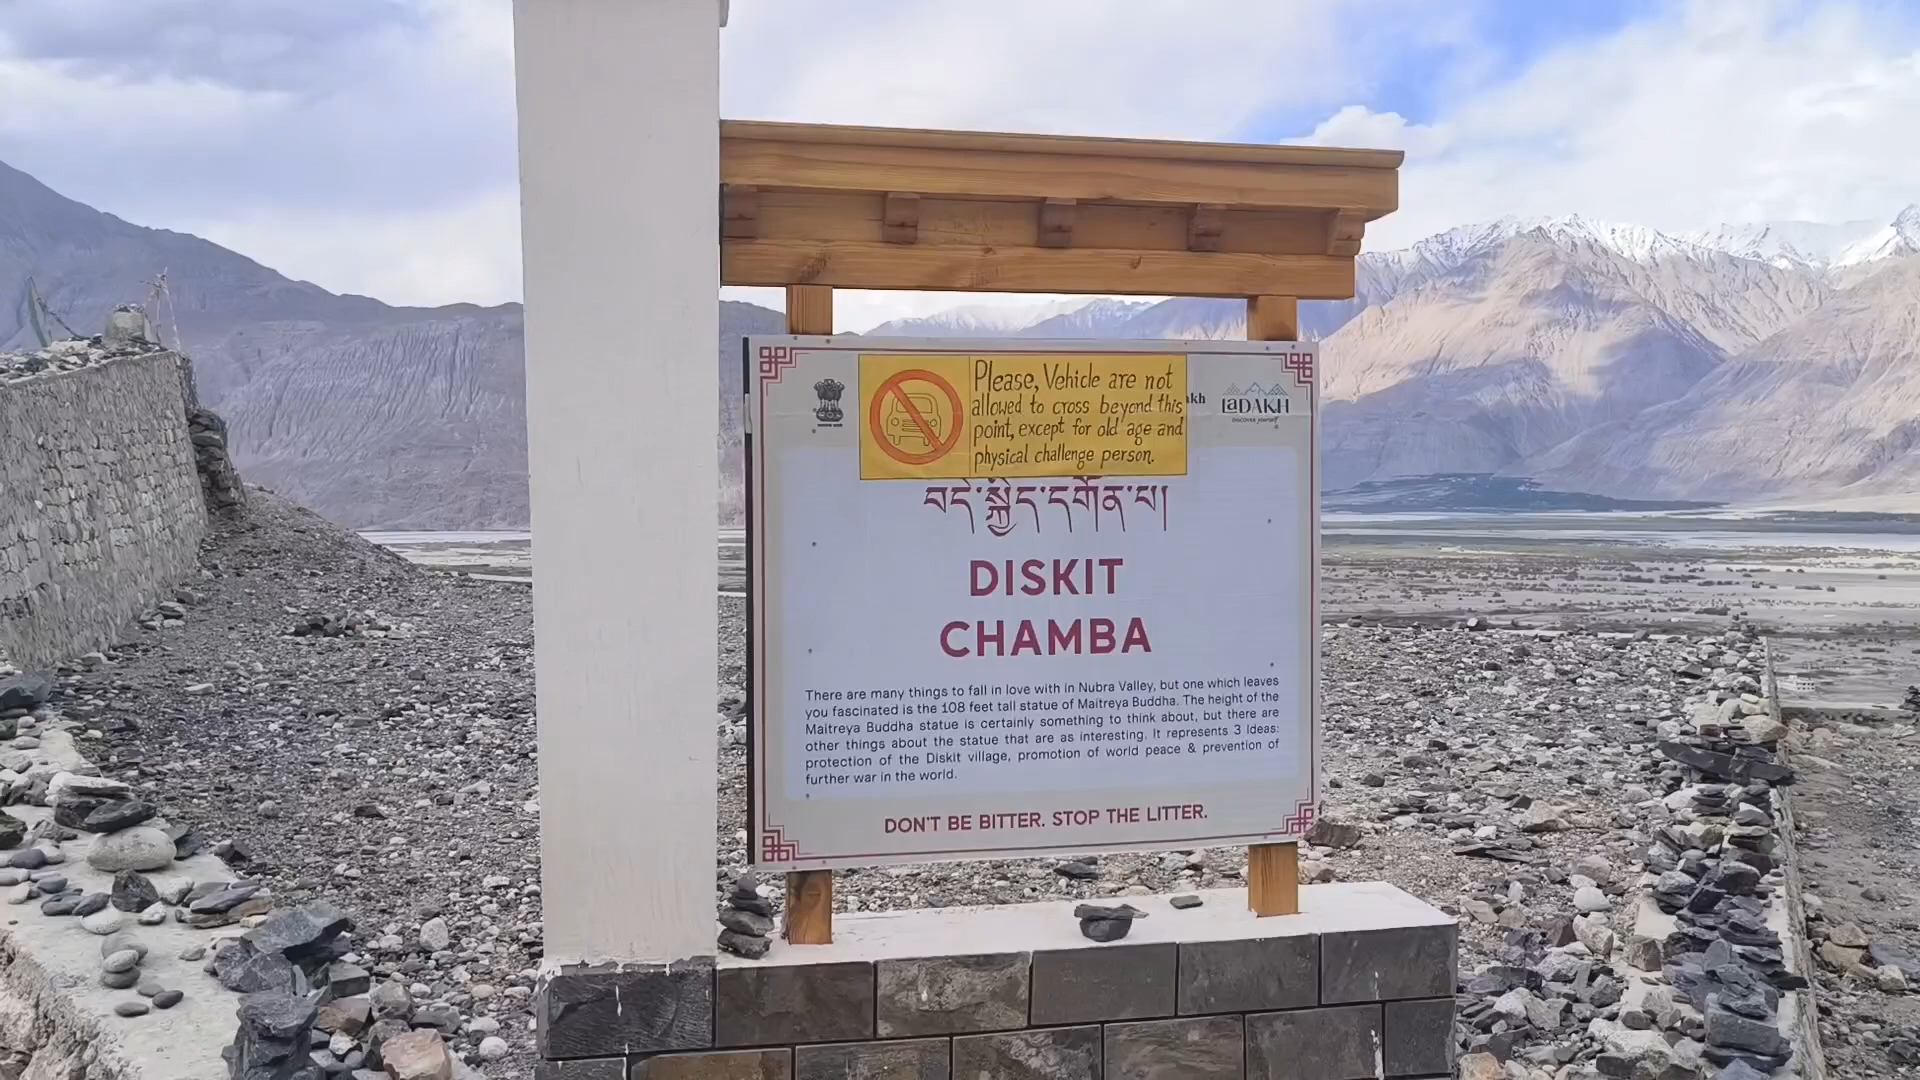 Please, Vehicle are not
allowed to cross beyond this
point, except for old age and
physical challenge person.
kh
LaDAKH
བདེ་སྐྱིད་དགོན་པ།
DISKIT
CHAMBA
There are many things to fall in love with in Nubra Valley, but one which leaves
you fascinated is the 108 feet tall statue of Maitreya Buddha. The height of the
Maitreya Buddha statue is certainly something to think about, but there are
other things about the statue that are as interesting. It represents 3 ideas:
protection of the Diskit village, promotion of world peace & prevention of
further war in the world.
DON'T BE BITTER. STOP THE LITTER.